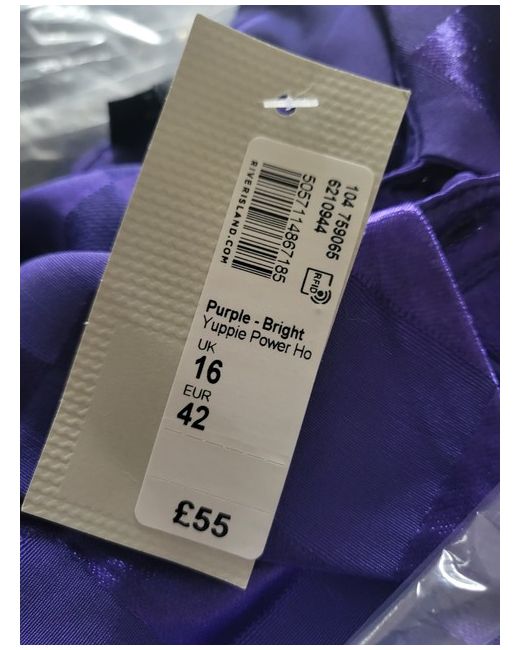 104 759065
6210944
5057114867185
RIVERISLAND.COM
RFID
Purple - Bright
Yuppie Power Ho
UK
16
EUR
42
£55